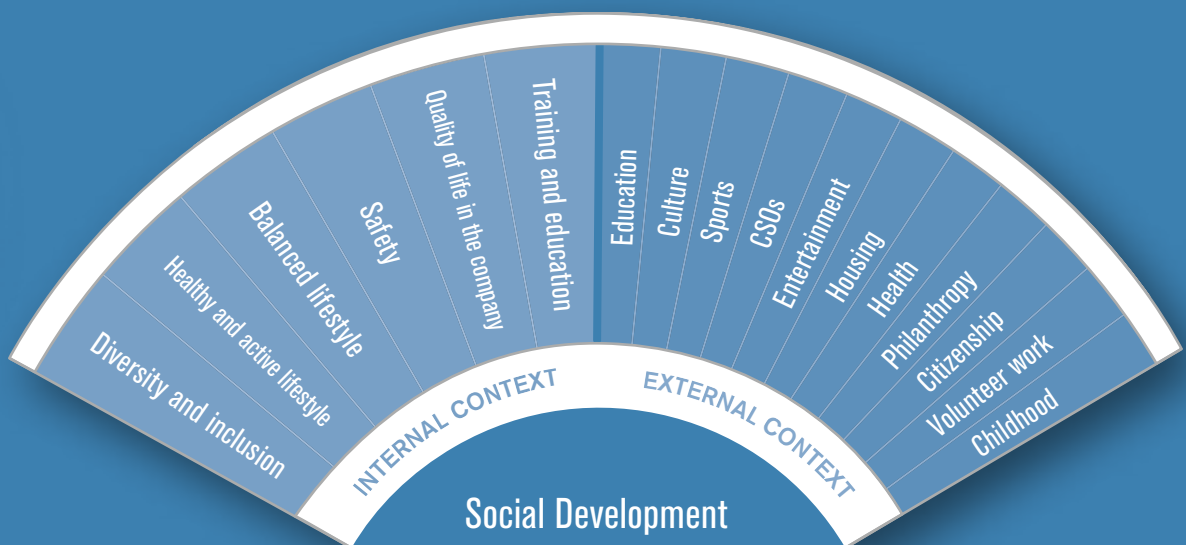 Diversity and inclusion
Healthy and active lifestyle
Balanced lifestyle
Safety
Quality of life in the company
Training and education
Education
Culture
Sports
CSOs
Entertainment
Housing
Health
Philanthropy
Citizenship
Volunteer work
Childhood
INTERNAL CONTEXT
EXTERNAL CONTEXT
Social Development